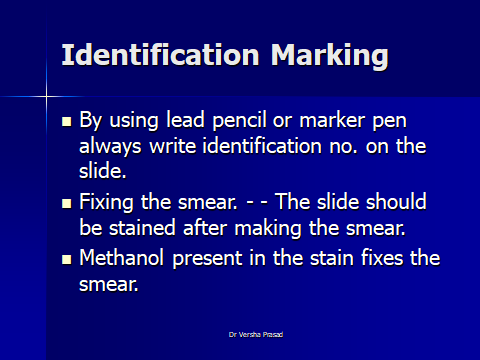 Identification Marking
■ By using lead pencil or marker pen
always write identification no. on the
slide.
■ Fixing the smear. - - The slide should
be stained after making the smear.
■ Methanol present in the stain fixes the
smear.
Dr Versha Prasad